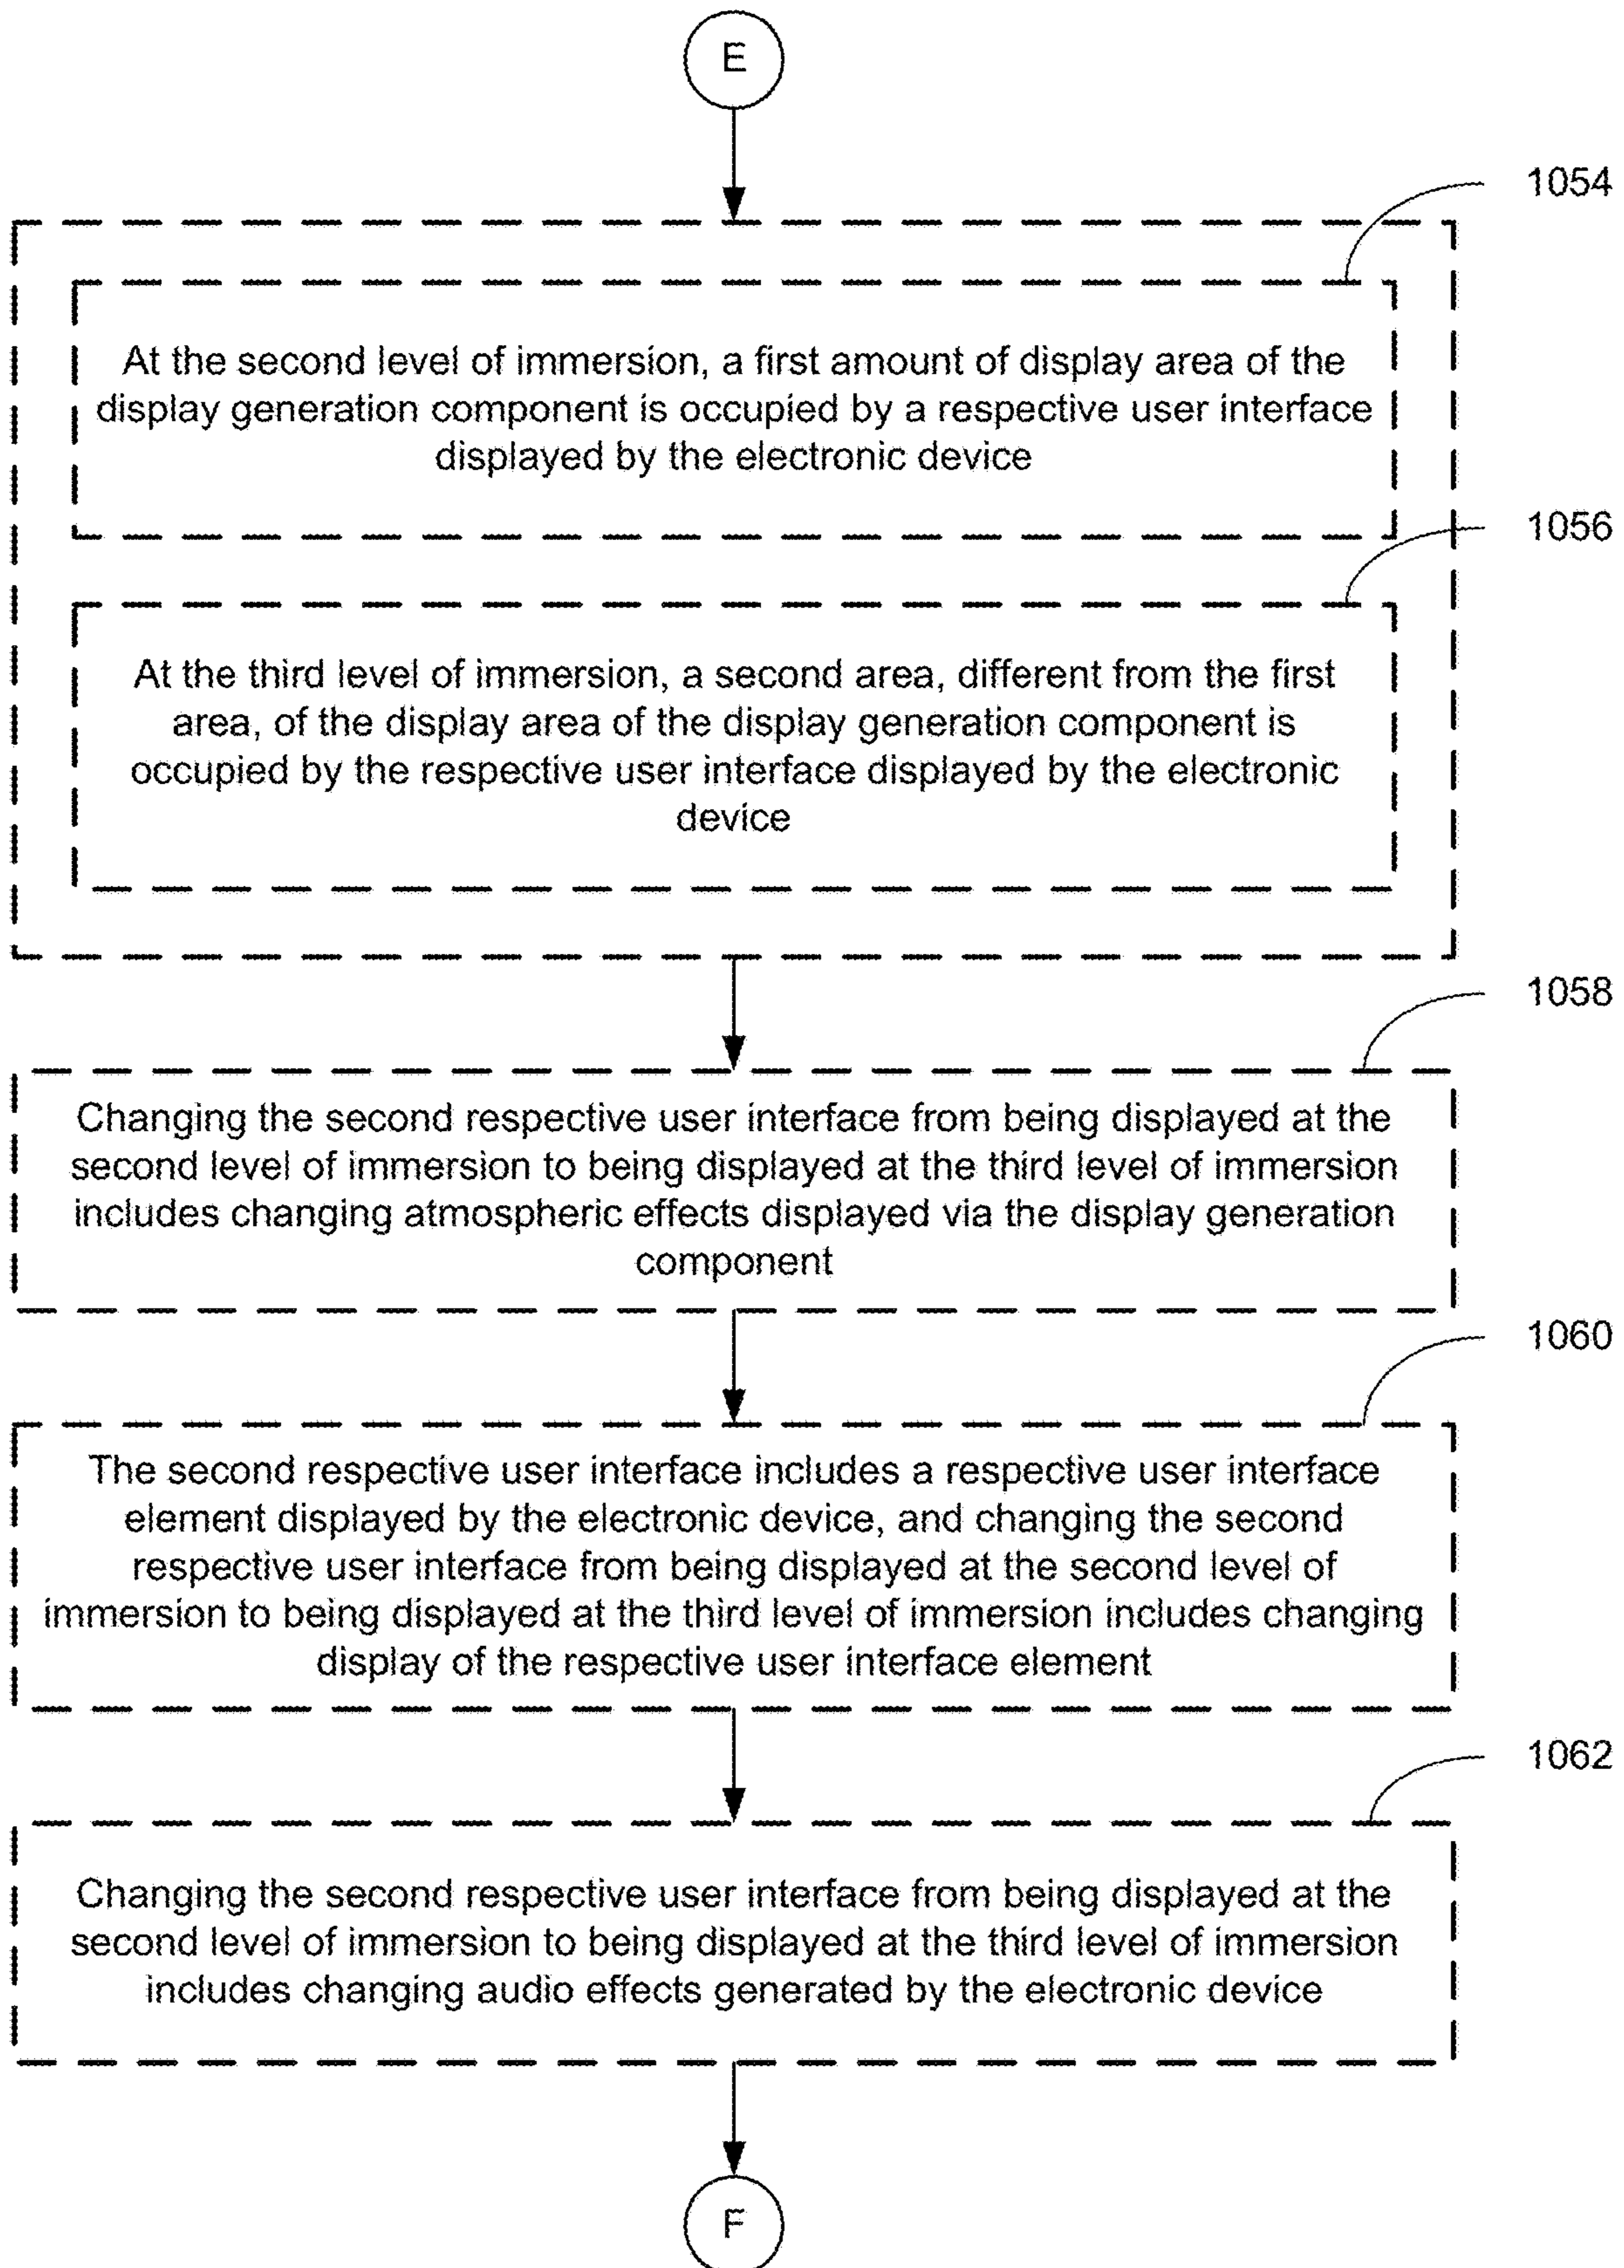 E
1054
At the second level of immersion, a first amount of display area of the
display generation component is occupied by a respective user interface
displayed by the electronic device
1056
At the third level of immersion, a second area, different from the first
area, of the display area of the display generation component is
occupied by the respective user interface displayed by the electronic
device
1058
Changing the second respective user interface from being displayed at the
second level of immersion to being displayed at the third level of immersion
includes changing atmospheric effects displayed via the display generation
component
1060
The second respective user interface includes a respective user interface
element displayed by the electronic device, and changing the second
respective user interface from being displayed at the second level of
immersion to being displayed at the third level of immersion includes changing
display of the respective user interface element
1062
Changing the second respective user interface from being displayed at the
second level of immersion to being displayed at the third level of immersion
includes changing audio effects generated by the electronic device
F